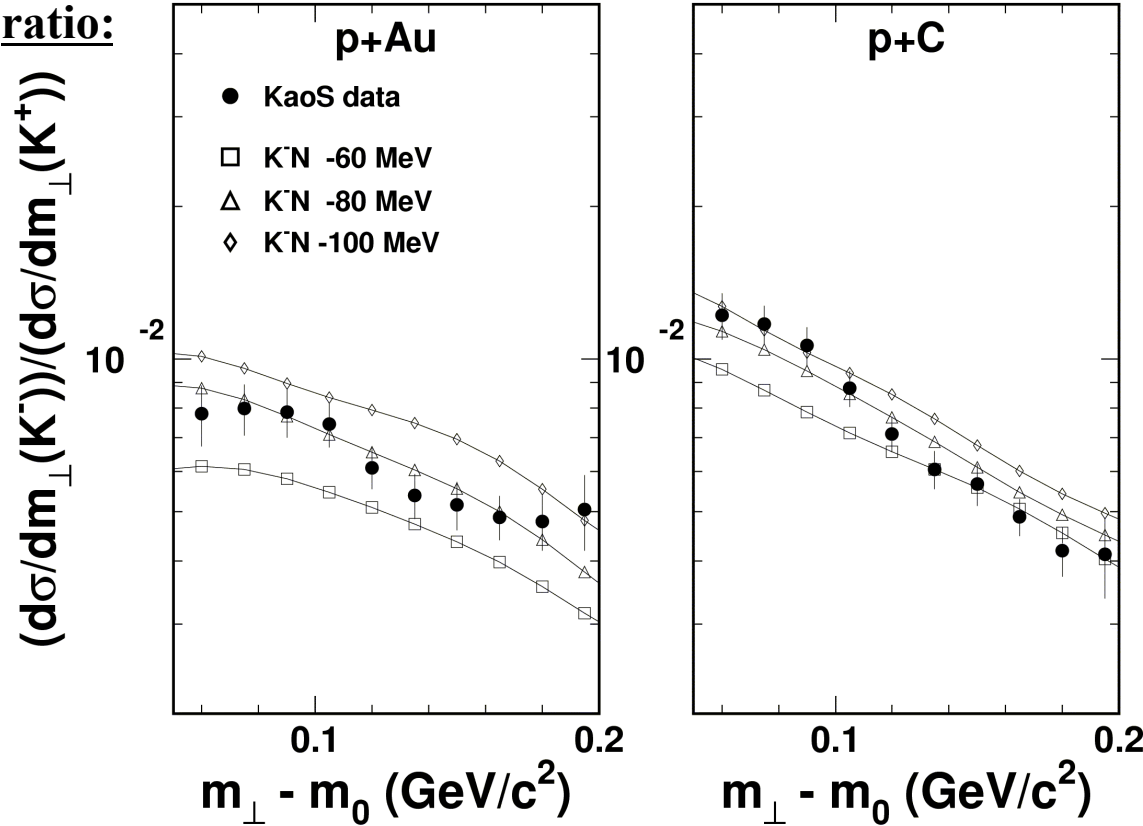 ratio:
(dσ/dm⊥(K⁻))/(dσ/dm⊥(K⁺))
p+Au
KaoS data
K⁻N -60 MeV
K⁻N -80 MeV
K⁻N -100 MeV
10⁻²
0.1 0.2
m⊥ - m₀ (GeV/c²)
p+C
10⁻²
0.1 0.2
m⊥ - m₀ (GeV/c²)